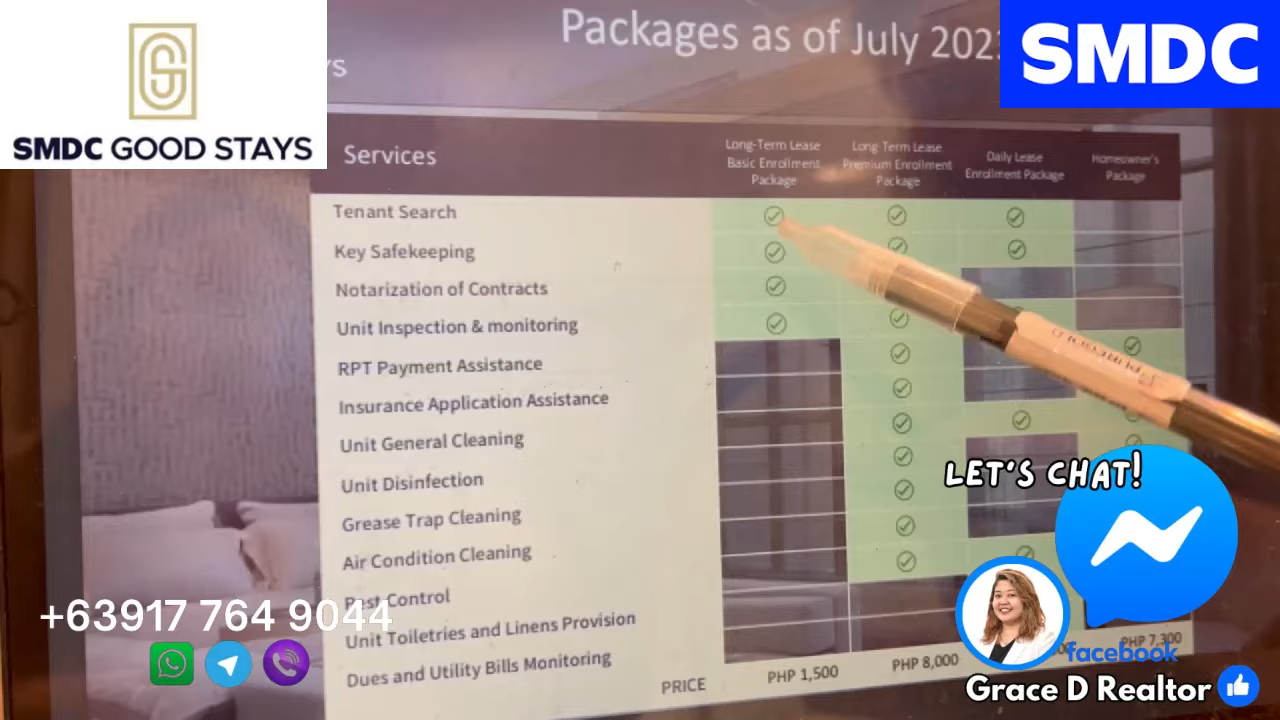 Packages as of July 202
SMDC
SMDC GOOD STAYS
Services
Long-Term Lease
Basic Enrollment
Package
Long-Term Lease
Premium Enrollment
Package
Daily Lease
Enrollment Package
Homeowner's
Package
Tenant Search
Key Safekeeping
Notarization of Contracts
Unit Inspection & monitoring
RPT Payment Assistance
Insurance Application Assistance
Unit General Cleaning
Unit Disinfection
Grease Trap Cleaning
Air Condition Cleaning
Pest Control
Unit Toiletries and Linens Provision
Dues and Utility Bills Monitoring
PRICE
PHP 1,500
PHP 8,000
PHP 7,300
LET'S CHAT!
+63917 764 9044
facebook
Grace D Realtor